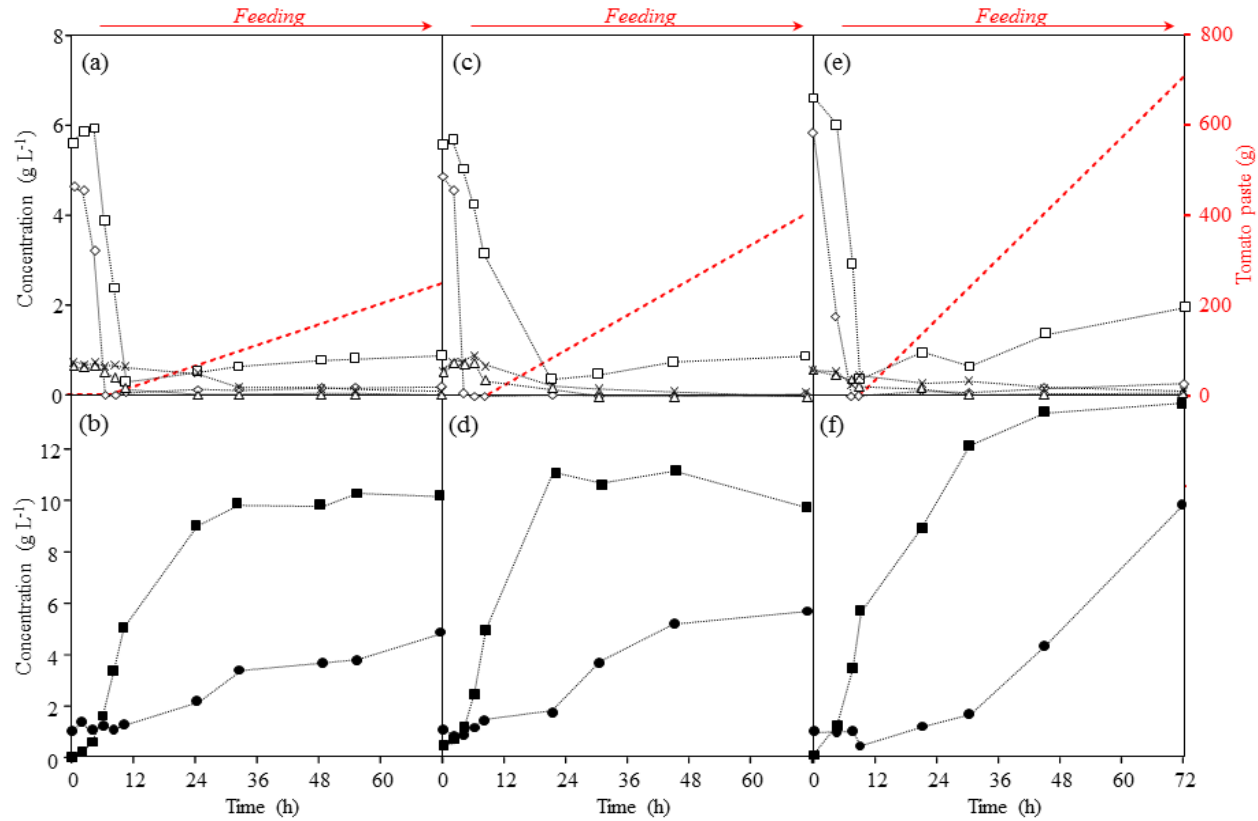 Feeding Feeding Feeding
8 (a) (c) (e) 800
6 600
4 400
2 200
0 0
Concentration (g L-1)
Tomato paste (g)
(b) (d) (f)
12
10
8
6
4
2
0
Concentration (g L-1)
0 12 24 36 48 60 0 12 24 36 48 60 0 12 24 36 48 60 72
Time (h) Time (h) Time (h)